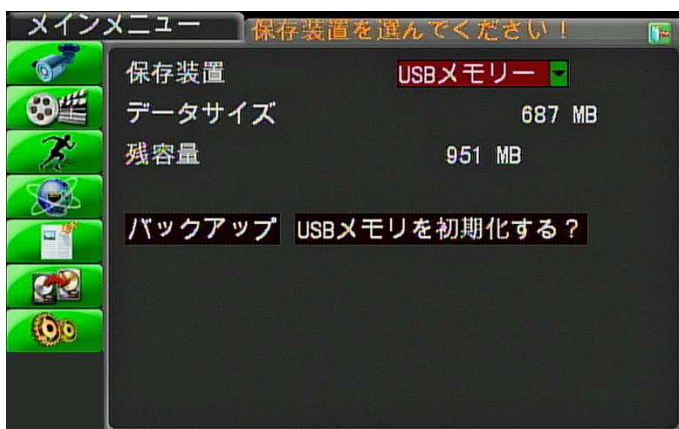 メインメニュー
保存装置を選んでください!
保存装置 USBメモリー
データサイズ 687 MB
残容量 951 MB
バックアップ USBメモリを初期化する?